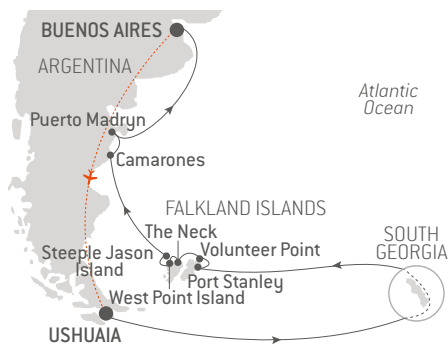 BUENOS AIRES
ARGENTINA
Atlantic
Ocean
Puerto Madryn
Camarones
FALKLAND ISLANDS
The Neck
SOUTH
GEORGIA
Steeple Jason
Island
Volunteer Point
Port Stanley
West Point Island
USHUAIA